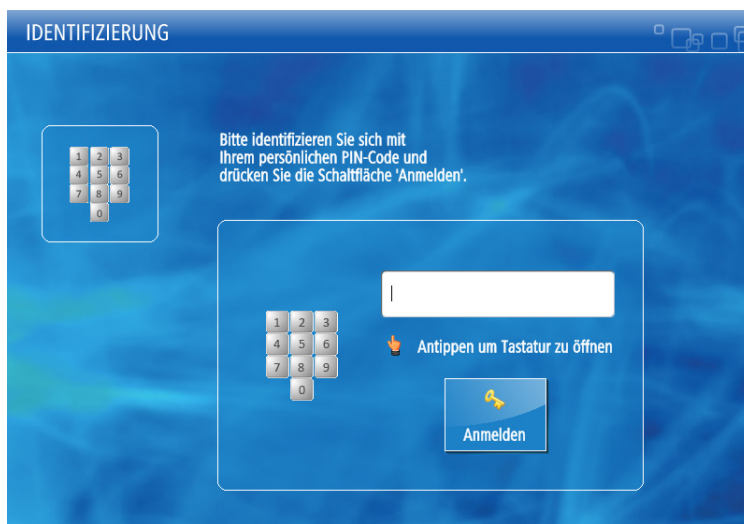 IDENTIFIZIERUNG
Bitte identifizieren Sie sich mit
Ihrem persönlichen PIN-Code und
drücken Sie die Schaltfläche 'Anmelden'.
1 2 3
4 5 6
7 8 9
0
1 2 3
4 5 6
7 8 9
0
Antippen um Tastatur zu öffnen
Anmelden